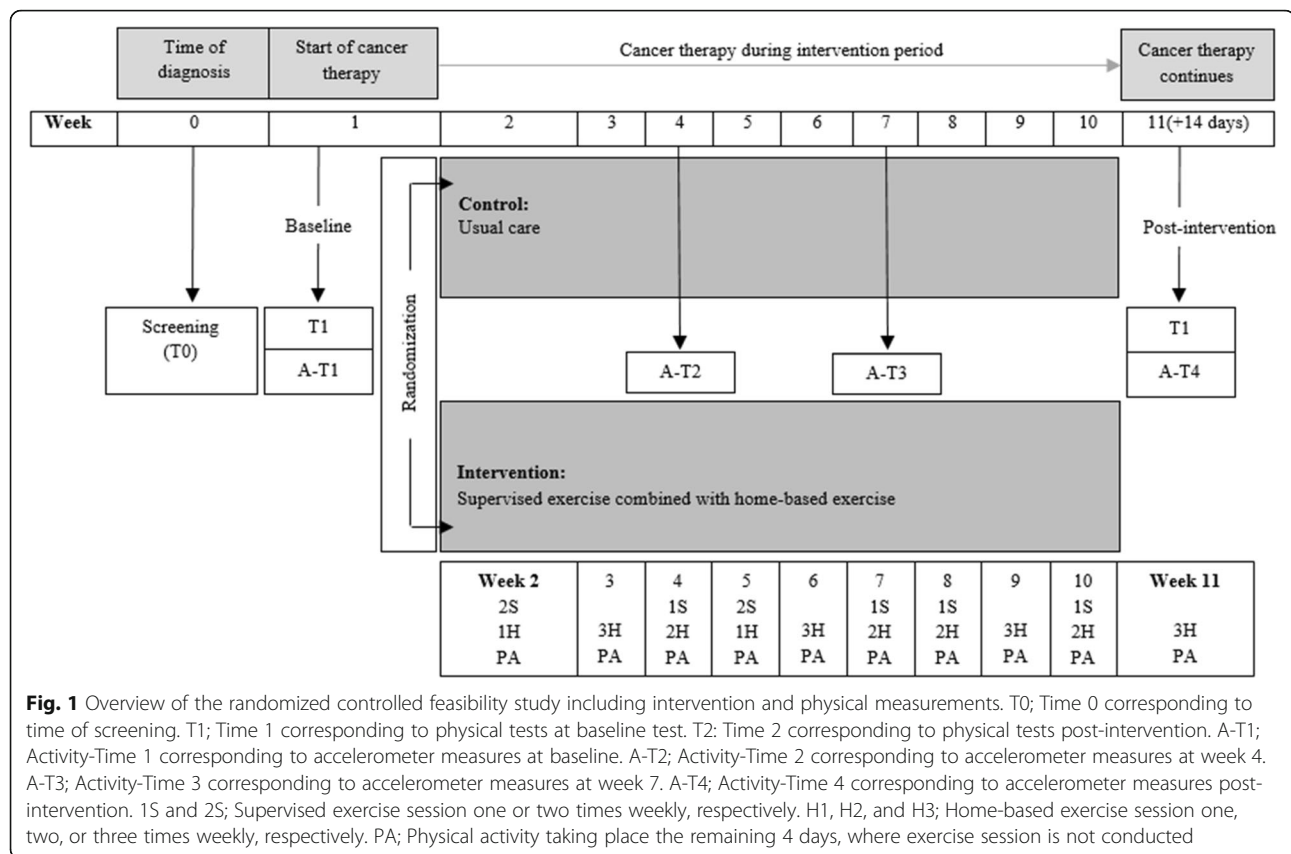 Time of
diagnosis
Start of cancer
therapy
Cancer therapy during intervention period
Cancer therapy
continues
Week 0 1 2 3 4 5 6 7 8 9 10 11(+14 days)
Control:
Usual care
Baseline
Post-intervention
Randomization
Screening
(T0)
T1
A-T1
A-T2
A-T3
T1
A-T4
Intervention:
Supervised exercise combined with home-based exercise
Week 2 3 4 5 6 7 8 9 10 Week 11
2S 1S 2S 1S 1S 1S
1H 3H 2H 1H 3H 2H 2H 3H 2H 3H
PA PA PA PA PA PA PA PA PA PA
Fig. 1 Overview of the randomized controlled feasibility study including intervention and physical measurements. T0; Time 0 corresponding to
time of screening. T1; Time 1 corresponding to physical tests at baseline test. T2: Time 2 corresponding to physical tests post-intervention. A-T1;
Activity-Time 1 corresponding to accelerometer measures at baseline. A-T2; Activity-Time 2 corresponding to accelerometer measures at week 4.
A-T3; Activity-Time 3 corresponding to accelerometer measures at week 7. A-T4; Activity-Time 4 corresponding to accelerometer measures post-
intervention. 1S and 2S; Supervised exercise session one or two times weekly, respectively. H1, H2, and H3; Home-based exercise session one,
two, or three times weekly, respectively. PA; Physical activity taking place the remaining 4 days, where exercise session is not conducted